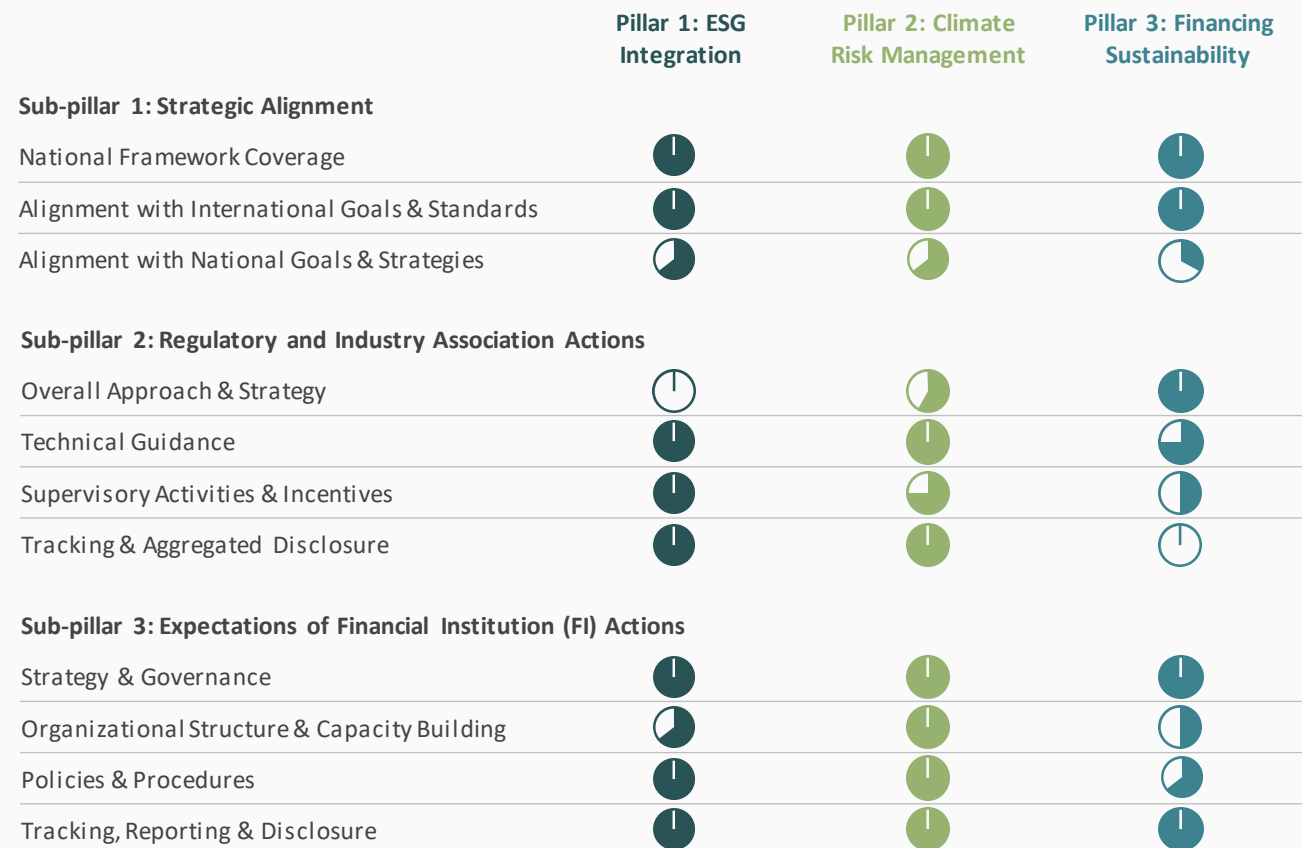 Pillar 1: ESG
Integration
Pillar 2: Climate
Risk Management
Pillar 3: Financing
Sustainability
Sub-pillar 1: Strategic Alignment
National Framework Coverage
Alignment with International Goals & Standards
Alignment with National Goals & Strategies
Sub-pillar 2: Regulatory and Industry Association Actions
Overall Approach & Strategy
Technical Guidance
Supervisory Activities & Incentives
Tracking & Aggregated Disclosure
Sub-pillar 3: Expectations of Financial Institution (FI) Actions
Strategy & Governance
Organizational Structure & Capacity Building
Policies & Procedures
Tracking, Reporting & Disclosure